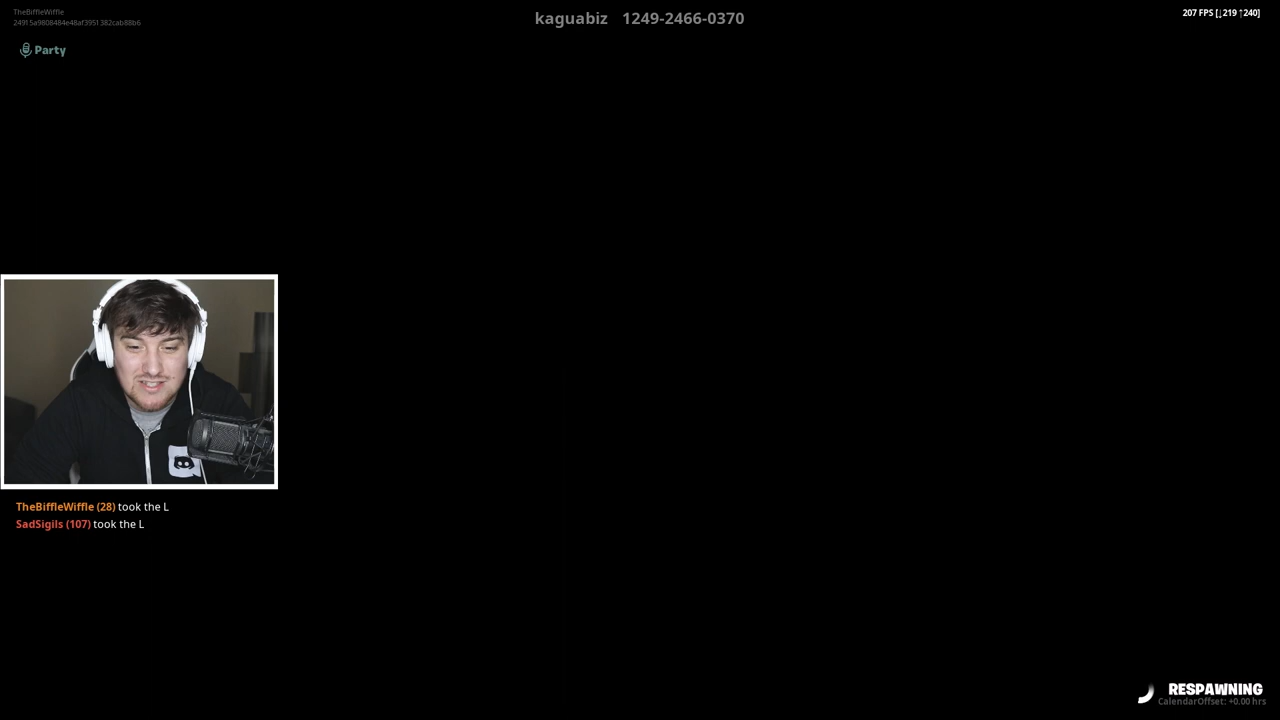 TheBiffleWiffle
24915a9808484e48af3951382cab88b6
kaguabiz 1249-2466-0370
207 FPS [↓219 ↑240]
Party
TheBiffleWiffle (28) took the L
SadSigils (107) took the L
RESPAWNING
CalendarOffset: +0.00 hrs